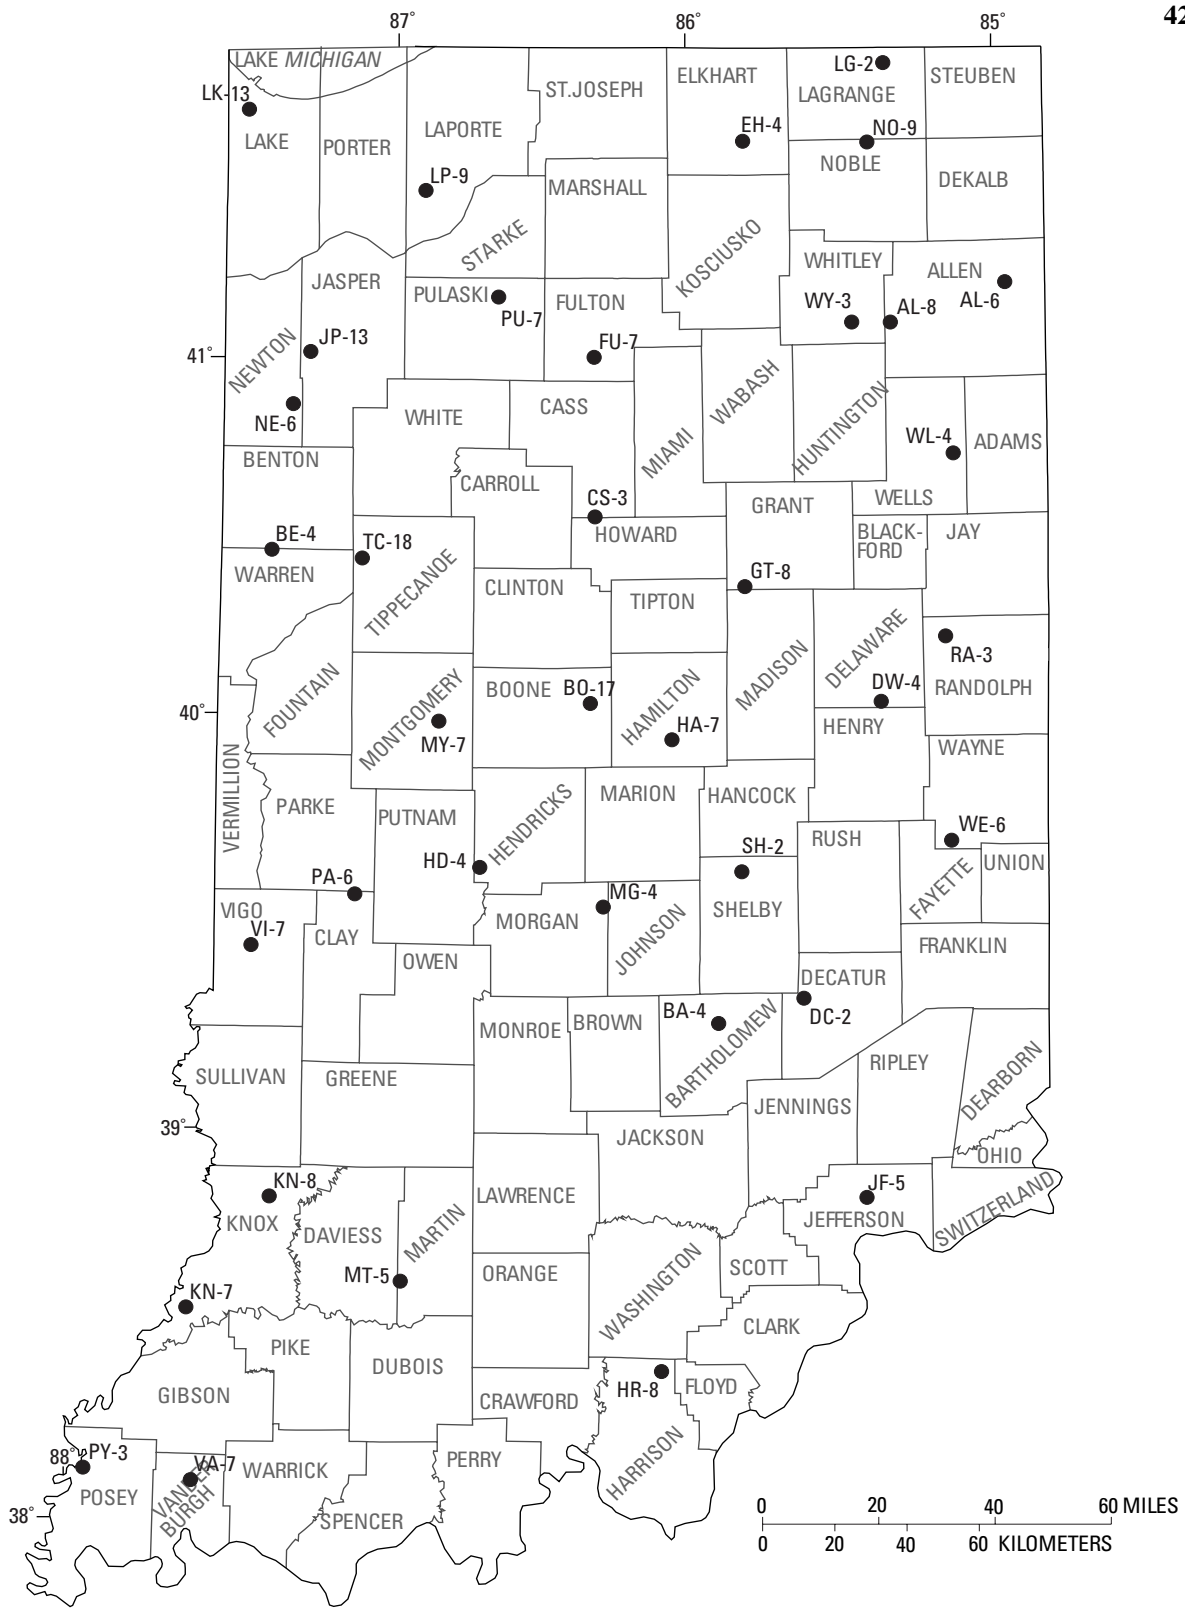 87° 86° 85° 42
LAKE MICHIGAN
LG-2
ELKHART
STEUBEN
ST.JOSEPH
LK-13
LAGRANGE
LAPORTE
EH-4
NO-9
LAKE
PORTER
NOBLE
LP-9
MARSHALL
DEKALB
STARKE
KOSCIUSKO
WHITLEY
ALLEN
JASPER
PULASKI
FULTON
WY-3
AL-8
AL-6
PU-7
JP-13
FU-7
41°
NEWTON
WABASH
NE-6
WHITE
CASS
HUNTINGTON
WL-4
ADAMS
MIAMI
BENTON
CARROLL
CS-3
GRANT
WELLS
BE-4
TC-18
HOWARD
BLACK-
FORD
JAY
WARREN
TIPPECANOE
CLINTON
GT-8
TIPTON
DELAWARE
RA-3
MADISON
FOUNTAIN
BOONE
BO-17
HAMILTON
DW-4
RANDOLPH
40°
MONTGOMERY
MY-7
HA-7
HENRY
WAYNE
VERMILLION
PARKE
PUTNAM
HENDRICKS
MARION
HANCOCK
RUSH
WE-6
SH-2
HD-4
UNION
PA-6
FAYETTE
MG-4
VIGO
MORGAN
JOHNSON
SHELBY
VI-7
CLAY
FRANKLIN
OWEN
DECATUR
BA-4
DC-2
MONROE
BROWN
BARTHOLOMEW
RIPLEY
SULLIVAN
GREENE
DEARBORN
JENNINGS
39°
JACKSON
OHIO
KN-8
LAWRENCE
JF-5
SWITZERLAND
KNOX
DAVIESS
MARTIN
JEFFERSON
MT-5
ORANGE
SCOTT
KN-7
WASHINGTON
CLARK
PIKE
DUBOIS
GIBSON
CRAWFORD
HR-8
FLOYD
88°
PY-3
VA-7
WARRICK
PERRY
HARRISON
POSEY
VANDER-
BURGH
38°
SPENCER
0 20 40 60 MILES
0 20 40 60 KILOMETERS